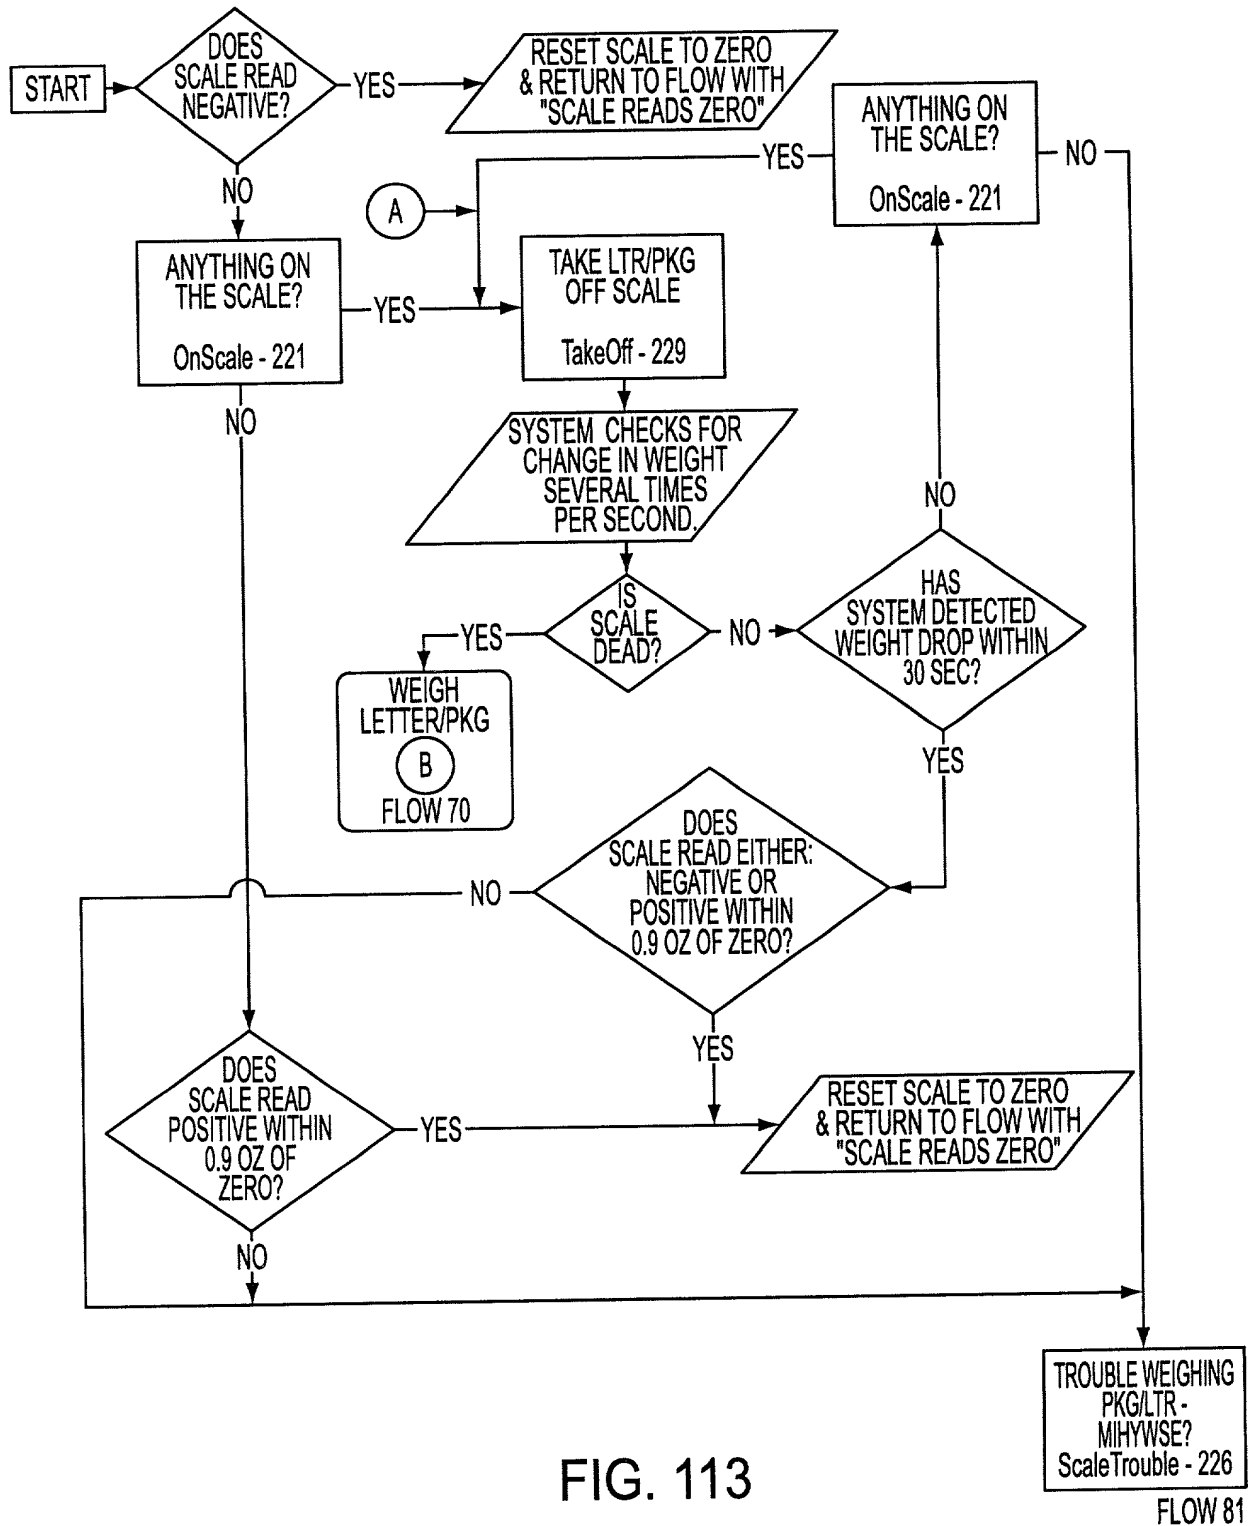 START
DOES
SCALE READ
NEGATIVE?
YES
RESET SCALE TO ZERO
& RETURN TO FLOW WITH
"SCALE READS ZERO"
ANYTHING ON
THE SCALE?
OnScale - 221
YES
NO
NO
A
ANYTHING ON
THE SCALE?
OnScale - 221
YES
TAKE LTR/PKG
OFF SCALE
TakeOff - 229
NO
SYSTEM CHECKS FOR
CHANGE IN WEIGHT
SEVERAL TIMES
PER SECOND.
NO
IS
SCALE
DEAD?
YES
NO
HAS
SYSTEM DETECTED
WEIGHT DROP WITHIN
30 SEC?
WEIGH
LETTER/PKG
B
FLOW 70
YES
DOES
SCALE READ EITHER:
NEGATIVE OR
POSITIVE WITHIN
0.9 OZ OF ZERO?
NO
YES
DOES
SCALE READ
POSITIVE WITHIN
0.9 OZ OF
ZERO?
YES
RESET SCALE TO ZERO
& RETURN TO FLOW WITH
"SCALE READS ZERO"
NO
TROUBLE WEIGHING
PKG/LTR -
MIHYWSE?
ScaleTrouble - 226
FLOW 81
FIG. 113